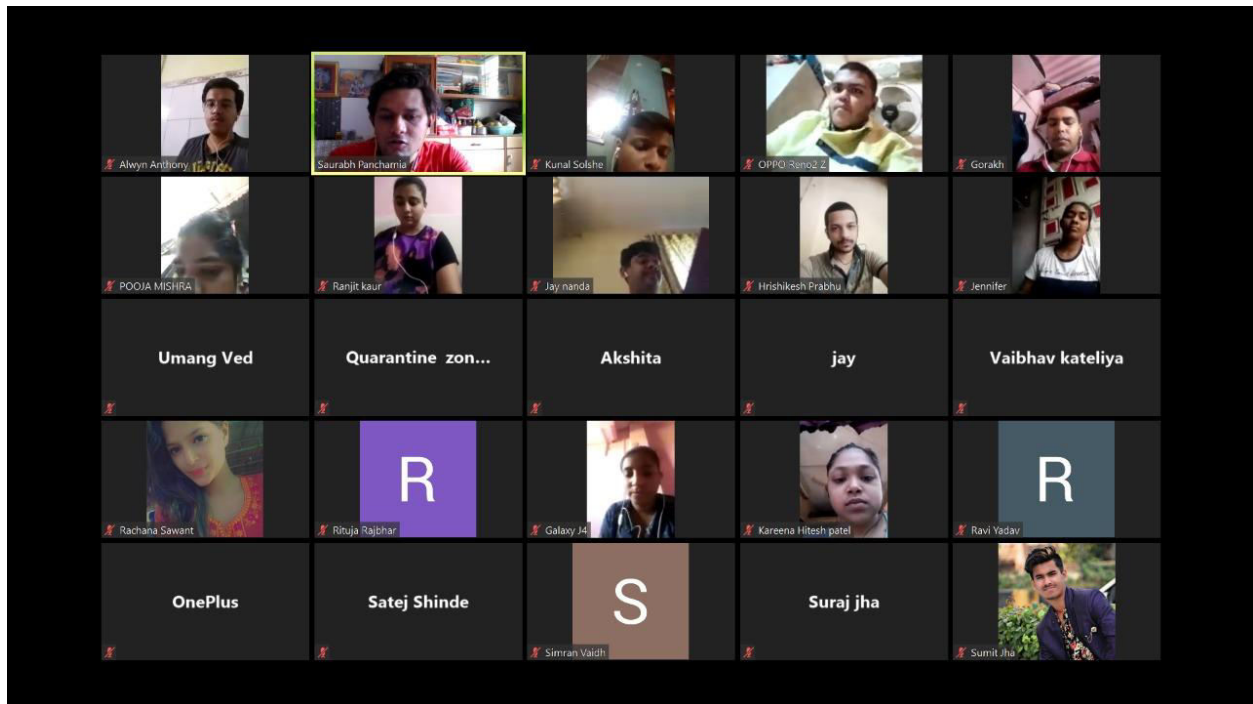 Alwyn Anthony
Saurabh Panchamia
Kunal Solshe
OPPO Reno2 Z
Gorakh
POOJA MISHRA
Ranjit kaur
Jay nanda
Hrishikesh Prabhu
Jennifer
Umang Ved
Quarantine zon...
Akshita
jay
Vaibhav kateliya
Rachana Sawant
R
Rituja Rajbhar
Galaxy J4
Kareena Hitesh patel
R
Ravi Yadav
OnePlus
Satej Shinde
S
Simran Vaidh
Suraj jha
Sumit Jha